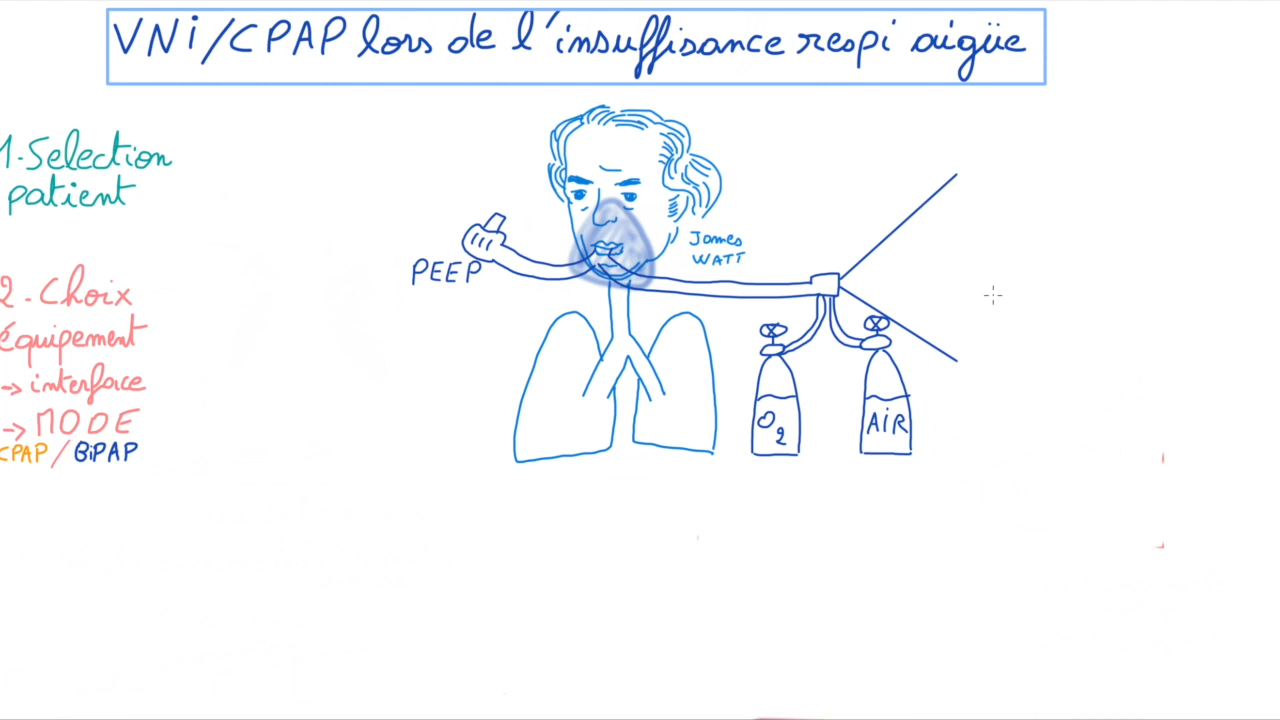 VNI/CPAP lors de l'insuffisance respi aigüe
1. Selection
patient
2. Choix
équipement
→ interface
→ MODE
CPAP / BiPAP
James
WATT
PEEP
O2
AiR